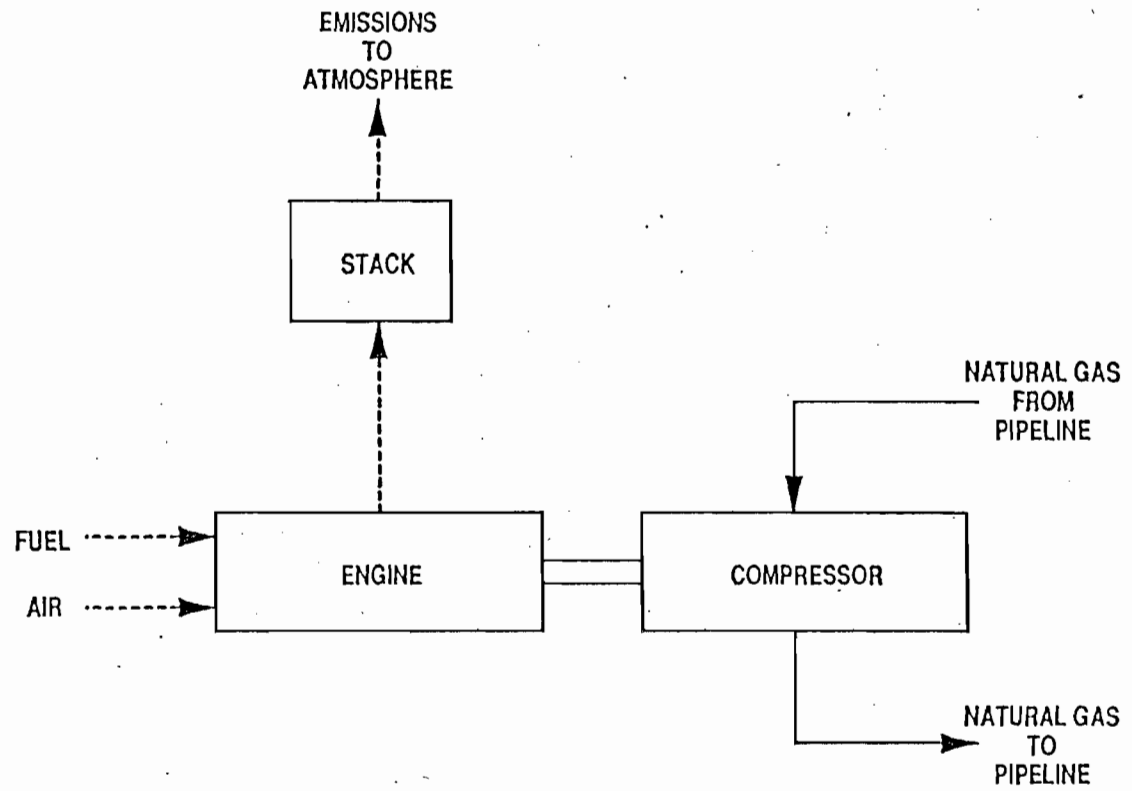 EMISSIONS
TO
ATMOSPHERE
STACK
NATURAL GAS
FROM
PIPELINE
FUEL
AIR
ENGINE
COMPRESSOR
NATURAL GAS
TO
PIPELINE